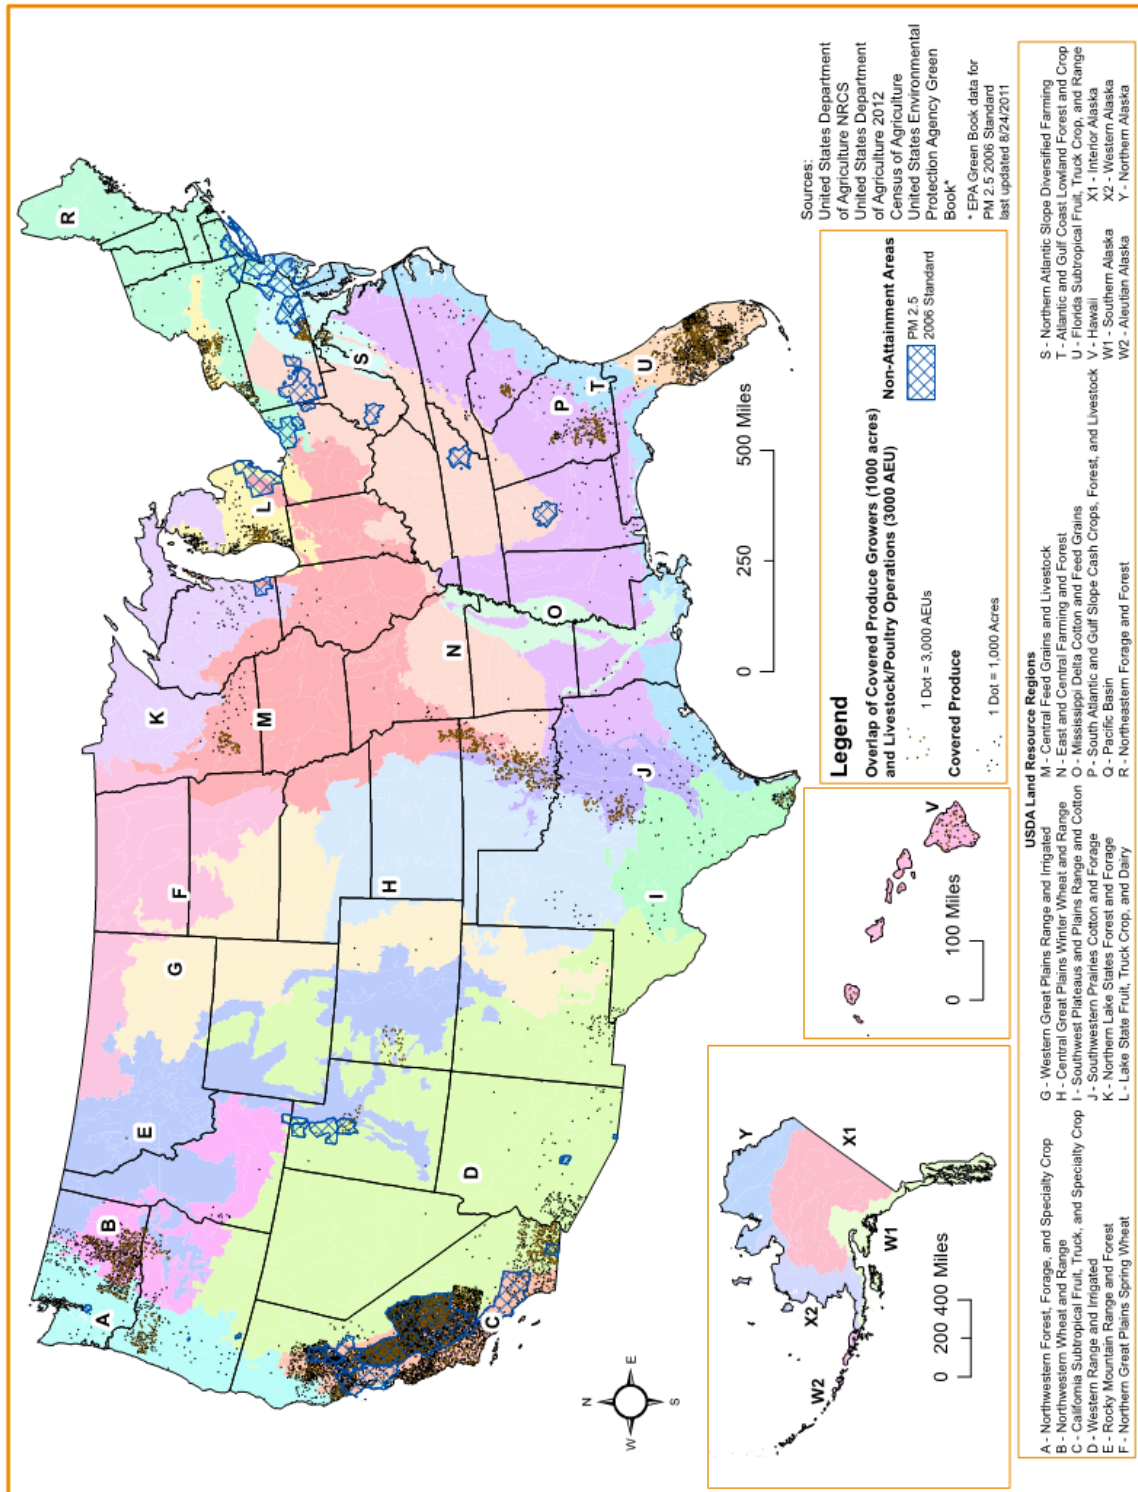 R
K
L
F
G
E
B
A
M
S
H
N
P
T
U
O
D
J
C
I
N
W
E
S
0
250
500 Miles
Sources:
United States Department
of Agriculture NRCS
United States Department
of Agriculture 2012
Census of Agriculture
United States Environmental
Protection Agency Green
Book*
* EPA Green Book data for
PM 2.5 2006 Standard
last updated 8/24/2011
Legend
Overlap of Covered Produce Growers (1000 acres)
and Livestock/Poultry Operations (3000 AEU)
1 Dot = 3,000 AEUs
Covered Produce
1 Dot = 1,000 Acres
Non-Attainment Areas
PM 2.5
2006 Standard
V
0
100 Miles
Y
X1
X2
W1
W2
0 200 400 Miles
USDA Land Resource Regions
A - Northwestern Forest, Forage, and Specialty Crop
B - Northwestern Wheat and Range
C - California Subtropical Fruit, Truck, and Specialty Crop
D - Western Range and Irrigated
E - Rocky Mountain Range and Forest
F - Northern Great Plains Spring Wheat
G - Western Great Plains Range and Irrigated
H - Central Great Plains Winter Wheat and Range
I - Southwest Plateaus and Plains Range and Cotton
J - Southwestern Prairies Cotton and Forage
K - Northern Lake States Forest and Forage
L - Lake State Fruit, Truck Crop, and Dairy
M - Central Feed Grains and Livestock
N - East and Central Farming and Forest
O - Mississippi Delta Cotton and Feed Grains
P - South Atlantic and Gulf Slope Cash Crops, Forest, and Livestock
Q - Pacific Basin
R - Northeastern Forage and Forest
S - Northern Atlantic Slope Diversified Farming
T - Atlantic and Gulf Coast Lowland Forest and Crop
U - Florida Subtropical Fruit, Truck Crop, and Range
V - Hawaii
W1 - Southern Alaska
W2 - Aleutian Alaska
X1 - Interior Alaska
X2 - Western Alaska
Y - Northern Alaska